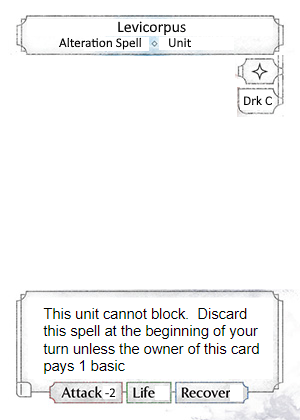 Levicorpus
Alteration Spell Unit
Drk C
This unit cannot block. Discard
this spell at the beginning of your
turn unless the owner of this card
pays 1 basic
Attack -2 Life Recover